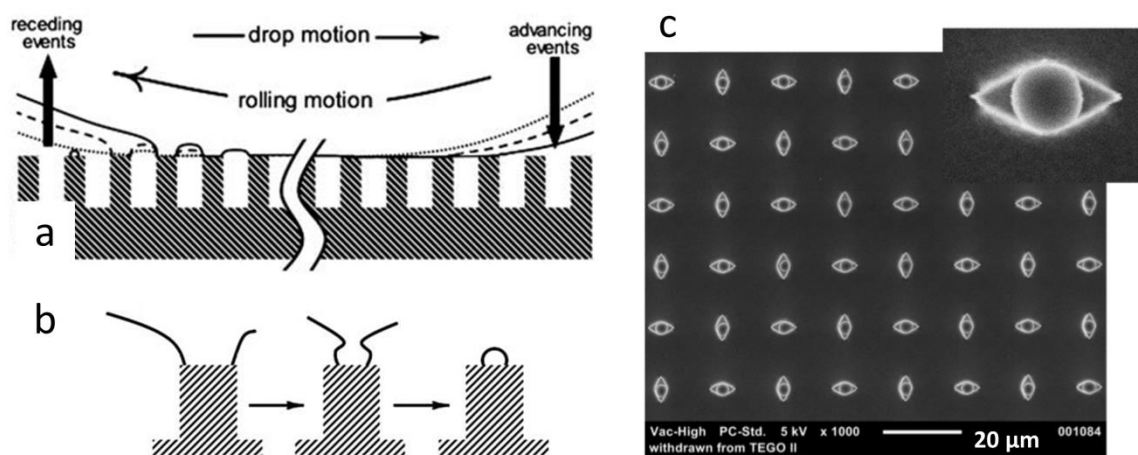 receding
events
drop motion
advancing
events
rolling motion
a
b
c
Vac-High PC-Std. 5 kV x 1000 20 µm 001084
withdrawn from TEGO II